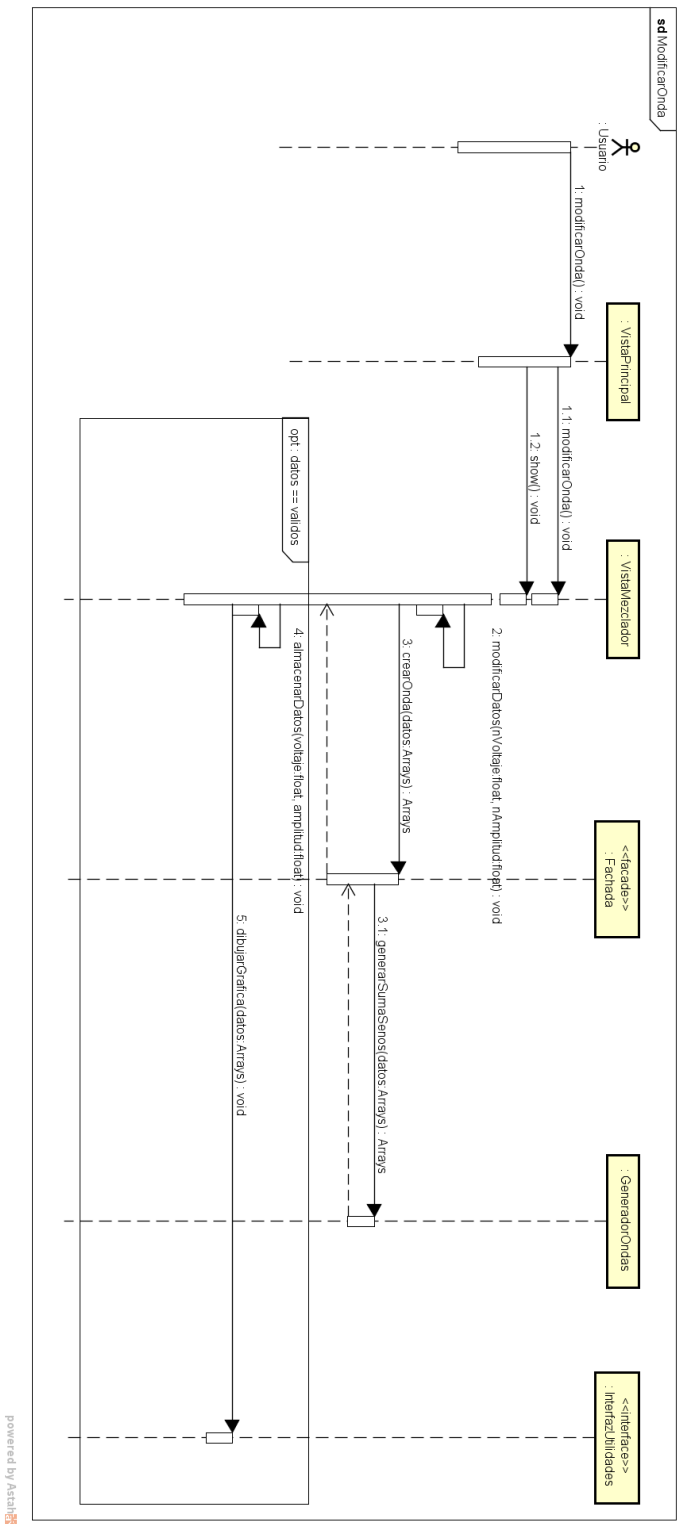 sd ModificarOnda
: Usuario
: VistaPrincipal
: VistaMezclador
<<facade>>
: Fachada
: GeneradorOndas
<<interface>>
: InterfazUtilidades
1: modificarOnda() : void
1.1: modificarOnda() : void
1.2: show() : void
2: modificarDatos(nVoltaje:float, nAmplitud:float) : void
3: crearOnda(datos:Arrays) : Arrays
3.1: generarSumaSenos(datos:Arrays) : Arrays
opt : datos == validos
4: almacenarDatos(voltaje:float, amplitud:float) : void
5: dibujarGrafica(datos:Arrays) : void
powered by Astah